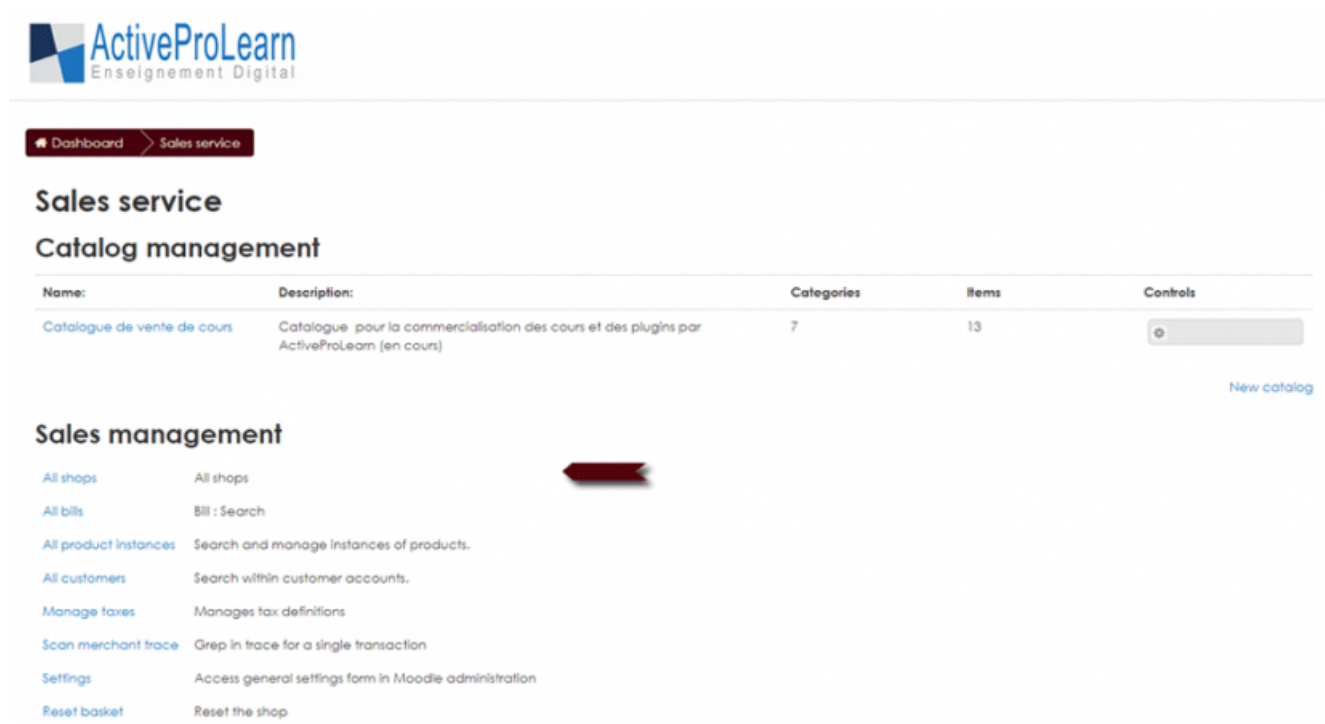 ActiveProLearn
Enseignement Digital
Dashboard Sales service
Sales service
Catalog management
Name: Description: Categories Items Controls
Catalogue de vente de cours Catalogue pour la commercialisation des cours et des plugins par 7 13
ActiveProLearn (en cours)
New catalog
Sales management
All shops All shops
All bills Bill : Search
All product instances Search and manage instances of products.
All customers Search within customer accounts.
Manage taxes Manages tax definitions
Scan merchant trace Grep in trace for a single transaction
Settings Access general settings form in Moodle administration
Reset basket Reset the shop